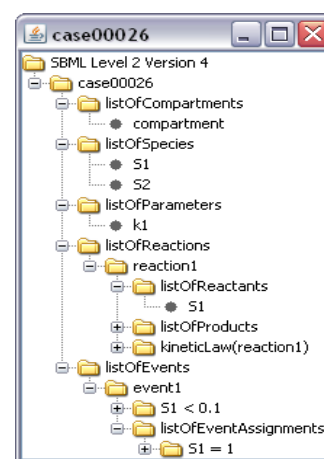 case00026
SBML Level 2 Version 4
case00026
listOfCompartments
compartment
listOfSpecies
S1
S2
listOfParameters
k1
listOfReactions
reaction1
listOfReactants
S1
listOfProducts
kineticLaw(reaction1)
listOfEvents
event1
S1 < 0.1
listOfEventAssignments
S1 = 1